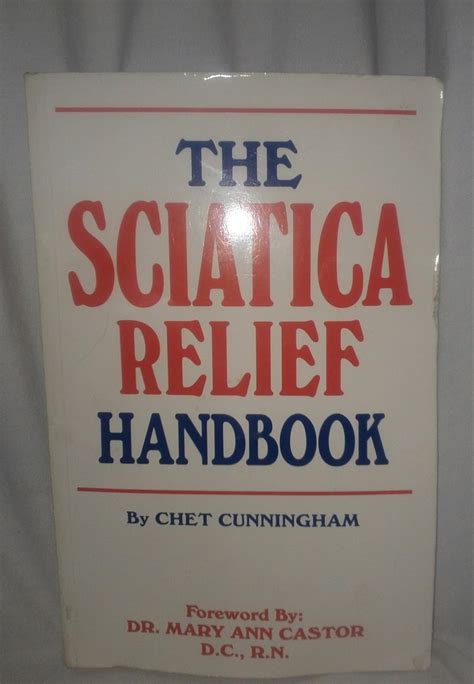 THE
SCIATICA
RELIEF
HANDBOOK
By CHET CUNNINGHAM
Foreword By:
DR. MARY ANN CASTOR
D.C., R.N.